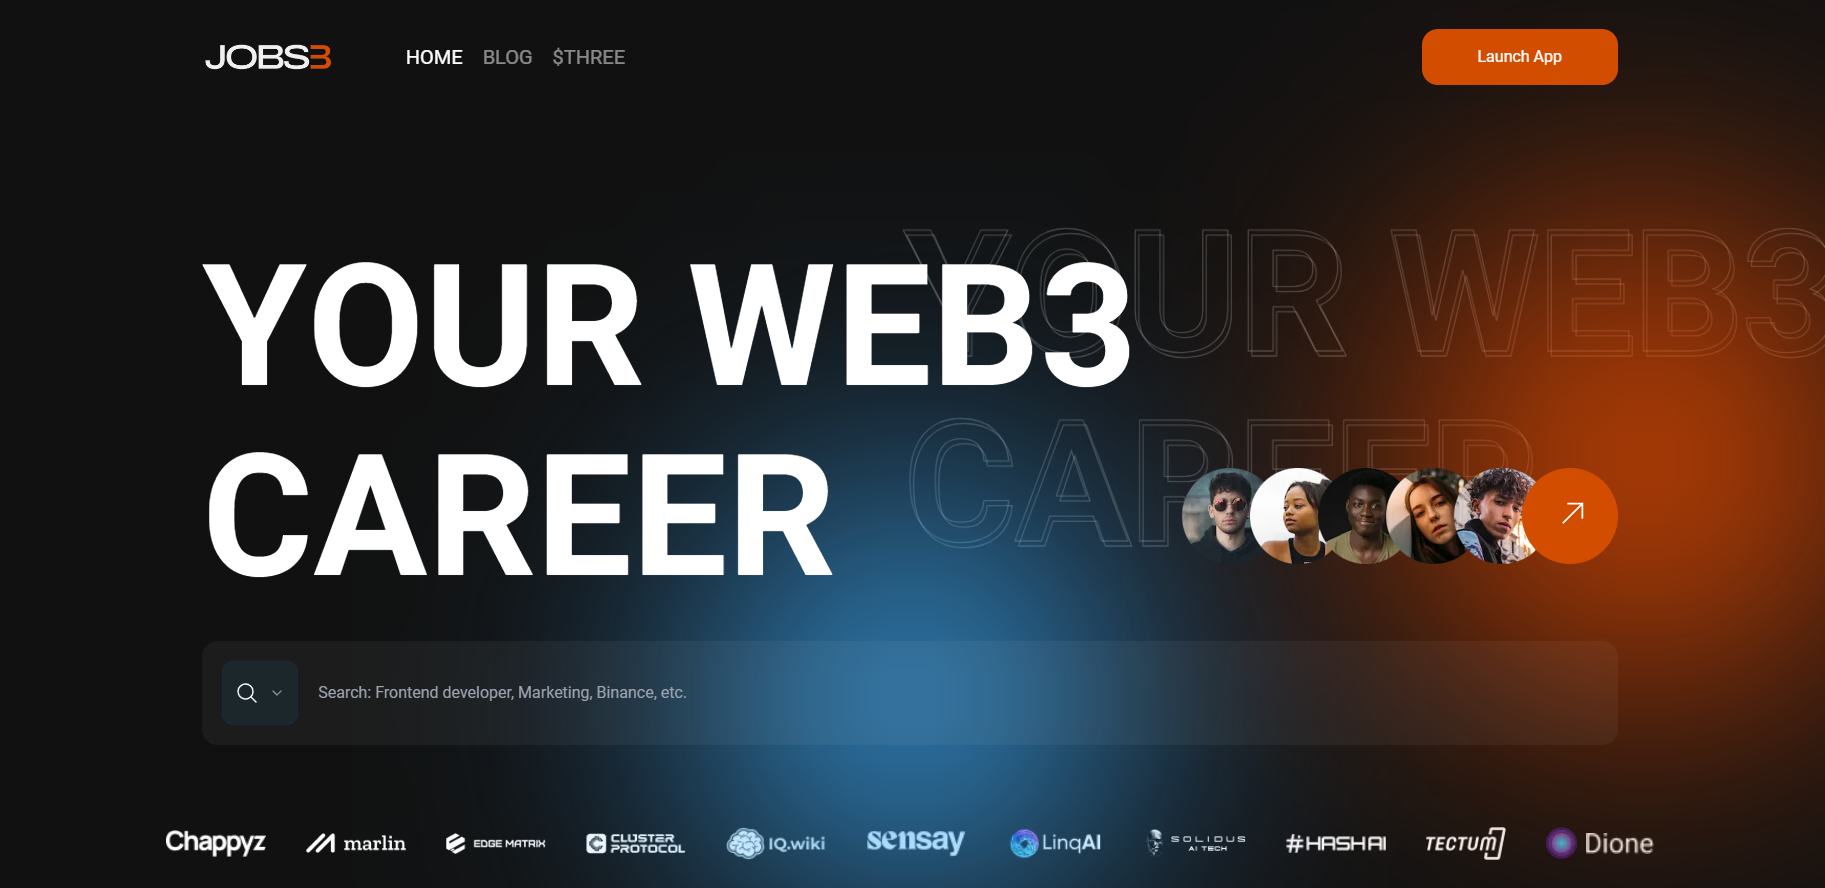 JOBS3
HOME BLOG $THREE
Launch App
YOUR WEB3
YOUR WEB3
CAREER
CAREER
Search: Frontend developer, Marketing, Binance, etc.
Chappyz
marlin
EDGE MATRIX
CLUSTER
PROTOCOL
IQ.wiki
sensay
LinqAI
SOLIDUS
AI TECH
#HASHAI
TECTUM
Dione